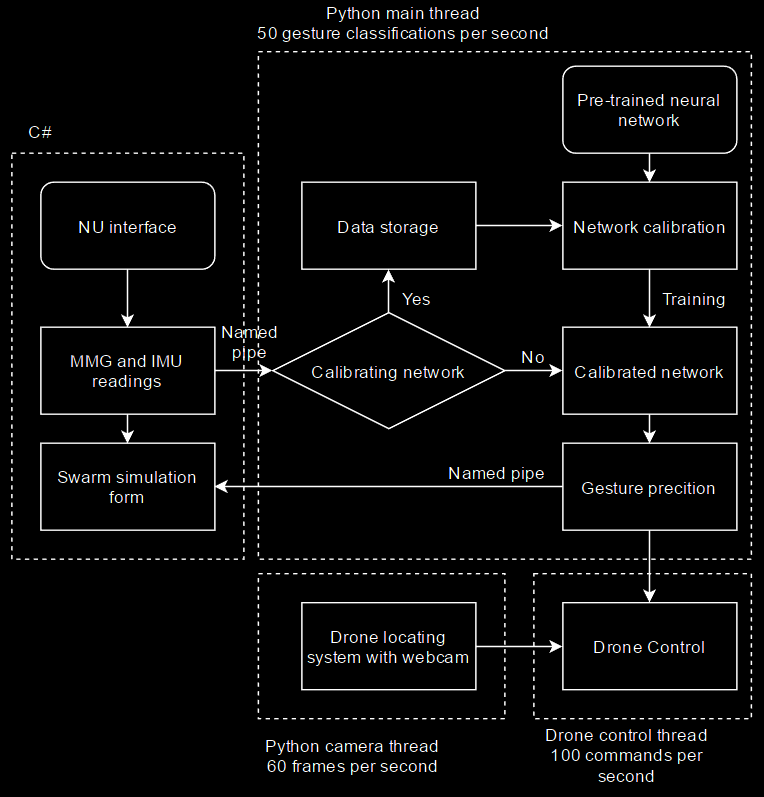 Python main thread
50 gesture classifications per second
Pre-trained neural
network
C#
NU interface
Data storage
Network calibration
Yes
Training
Named
pipe
MMG and IMU
readings
Calibrating network
No
Calibrated network
Swarm simulation
form
Named pipe
Gesture precition
Drone locating
system with webcam
Drone Control
Python camera thread
60 frames per second
Drone control thread
100 commands per
second